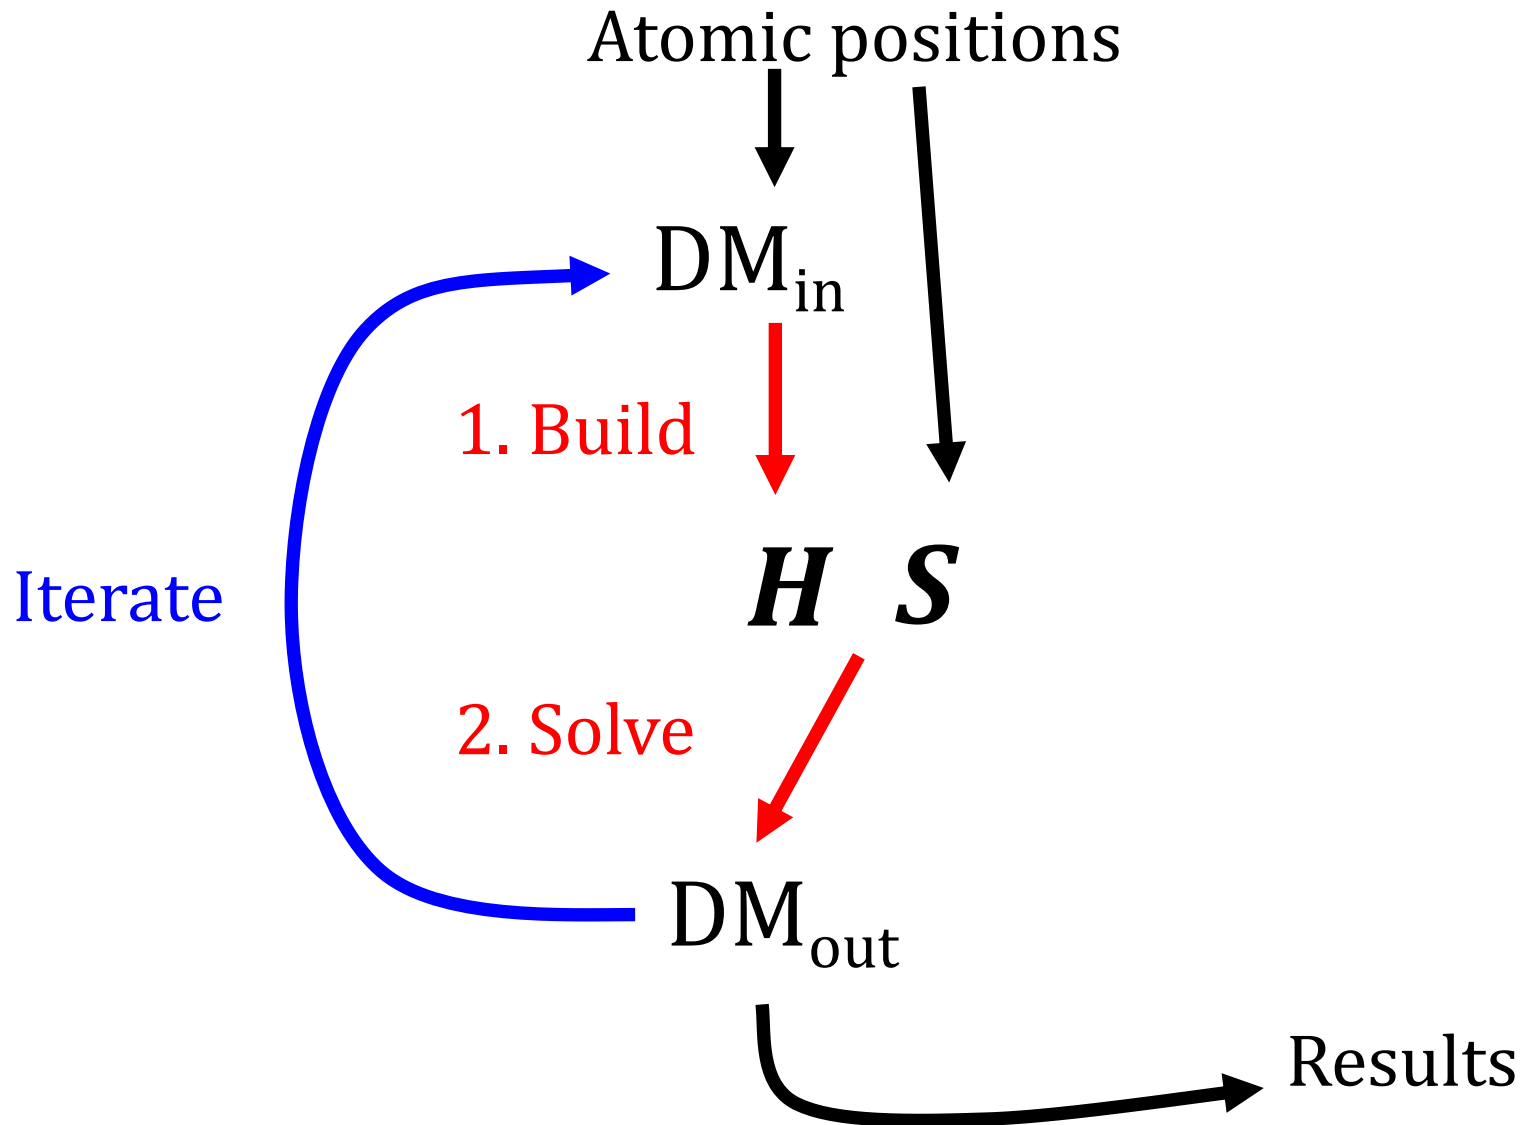 Atomic positions
DMin
1. Build
H S
Iterate
2. Solve
DMout
Results